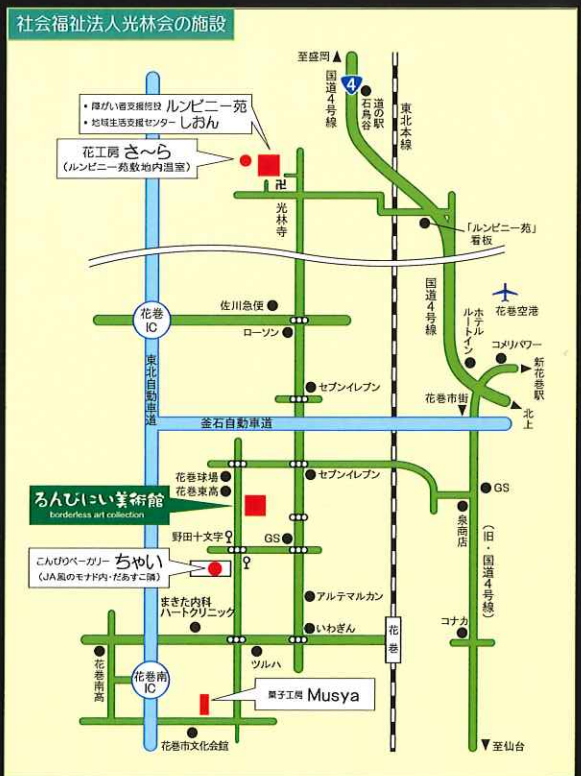 社会福祉法人光林会の施設
至盛岡
国道4号線
4
道の駅
石鳥谷
東北本線
・障がい者支援施設 ルンビニー苑
・地域生活支援センター しおん
花工房 さ〜ら
(ルンビニー苑敷地内温室)
卍
光林寺
「ルンビニー苑」
看板
国道4号線
花巻空港
佐川急便
花巻
IC
ローソン
ホテル
ルートイン
コメリパワー
新花巻駅
東北自動車道
セブンイレブン
花巻市街
北上
釜石自動車道
花巻球場
花巻東高
セブンイレブン
るんびにい美術館
borderless art collection
GS
泉商店
野田十文字
GS
(旧・国道4号線)
こんびりベーカリー ちゃい
(JA風のモナド内・だあすこ隣)
まきた内科
ハートクリニック
アルテマルカン
いわぎん
花巻
コナカ
花巻南高
ツルハ
花巻南
IC
菓子工房 Musya
花巻市文化会館
至仙台